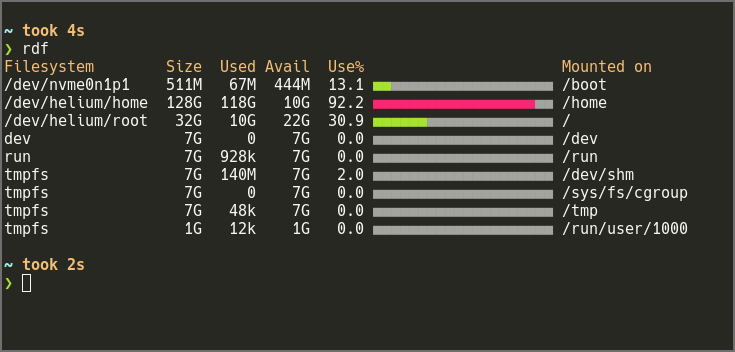 ~ took 4s
❯ rdf
Filesystem Size Used Avail Use% Mounted on
/dev/nvme0n1p1 511M 67M 444M 13.1 /boot
/dev/helium/home 128G 118G 10G 92.2 /home
/dev/helium/root 32G 10G 22G 30.9 /
dev 7G 0 7G 0.0 /dev
run 7G 928k 7G 0.0 /run
tmpfs 7G 140M 7G 2.0 /dev/shm
tmpfs 7G 0 7G 0.0 /sys/fs/cgroup
tmpfs 7G 48k 7G 0.0 /tmp
tmpfs 1G 12k 1G 0.0 /run/user/1000
~ took 2s
❯